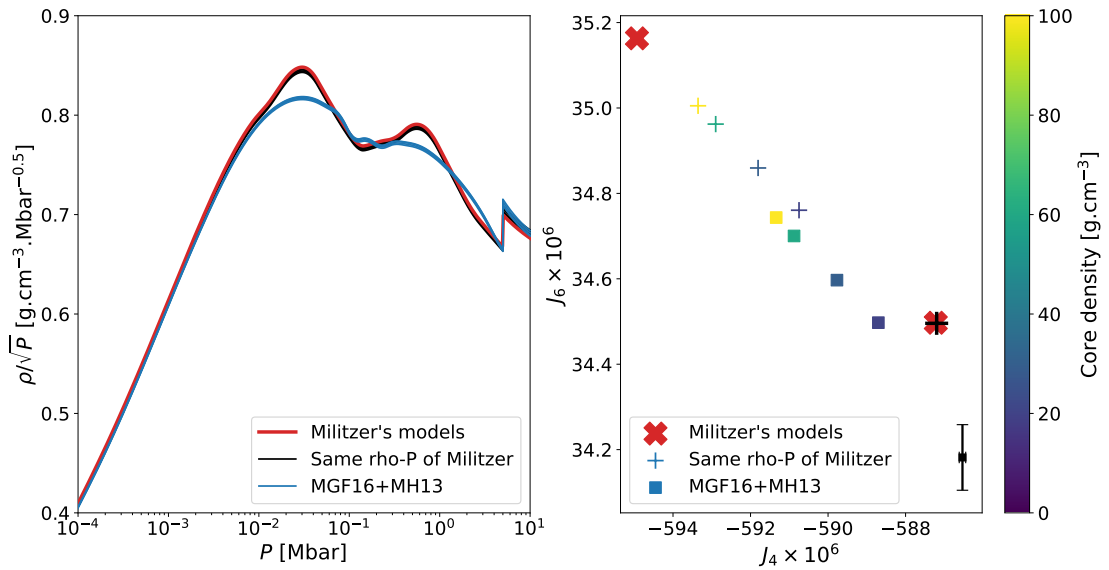 0.9
0.8
0.7
0.6
0.5
0.4
ρ/√P [g.cm⁻³.Mbar⁻⁰·⁵]
10⁻⁴ 10⁻³ 10⁻² 10⁻¹ 10⁰ 10¹
P [Mbar]
Militzer's models
Same rho-P of Militzer
MGF16+MH13
35.2
35.0
34.8
34.6
34.4
34.2
J₆ × 10⁶
−594 −592 −590 −588
J₄ × 10⁶
Militzer's models
Same rho-P of Militzer
MGF16+MH13
100
80
60
40
20
0
Core density [g.cm⁻³]